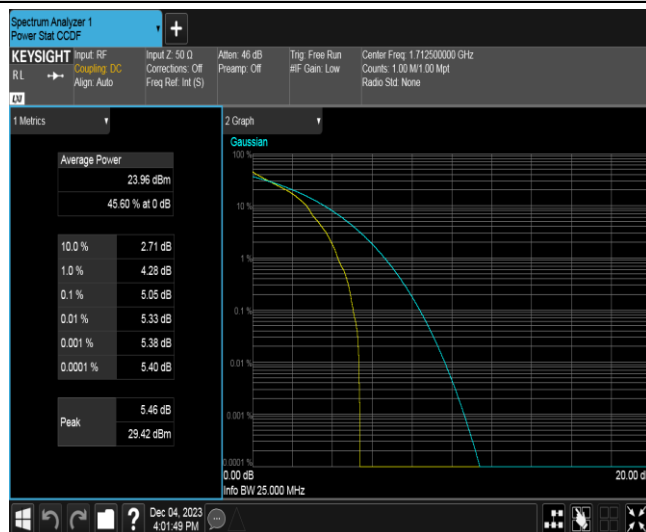 Spectrum Analyzer 1
Power Stat CCDF
+
KEYSIGHT
RL
LXI
Input: RF
Coupling: DC
Align: Auto
Input Z: 50 Ω
Corrections: Off
Freq Ref: Int (S)
Atten: 46 dB
Preamp: Off
Trig: Free Run
#IF Gain: Low
Center Freq: 1.712500000 GHz
Counts: 1.00 M/1.00 Mpt
Radio Std: None
1 Metrics
Average Power
23.96 dBm
45.60 % at 0 dB
10.0 % 2.71 dB
1.0 % 4.28 dB
0.1 % 5.05 dB
0.01 % 5.33 dB
0.001 % 5.38 dB
0.0001 % 5.40 dB
Peak
5.46 dB
29.42 dBm
2 Graph
Gaussian
100 %
10 %
1 %
0.1 %
0.01 %
0.001 %
0.0001 %
0.00 dB
20.00 d
Info BW 25.000 MHz
?
Dec 04, 2023
4:01:49 PM